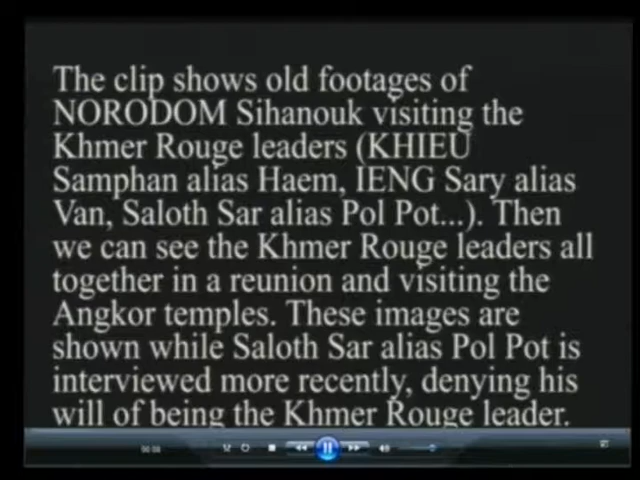 The clip shows old footages of
NORODOM Sihanouk visiting the
Khmer Rouge leaders (KHIEU
Samphan alias Haem, IENG Sary alias
Van, Saloth Sar alias Pol Pot...). Then
we can see the Khmer Rouge leaders all
together in a reunion and visiting the
Angkor temples. These images are
shown while Saloth Sar alias Pol Pot is
interviewed more recently, denying his
will of being the Khmer Rouge leader.